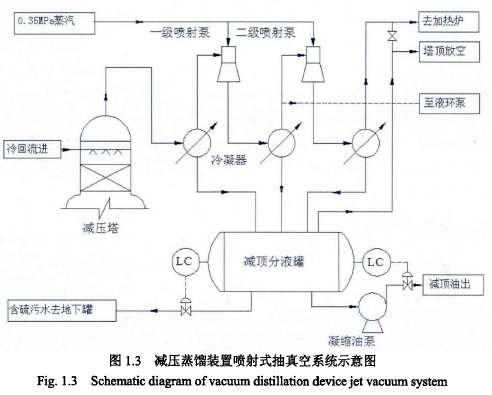 0.35MPa蒸汽
一级喷射泵
二级喷射泵
去加热炉
塔顶放空
至液环泵
冷回流进
冷凝器
减压塔
LC
减顶分液罐
LC
减顶油出
含硫污水去地下罐
凝缩油泵
图 1.3 减压蒸馏装置喷射式抽真空系统示意图
Fig. 1.3 Schematic diagram of vacuum distillation device jet vacuum system